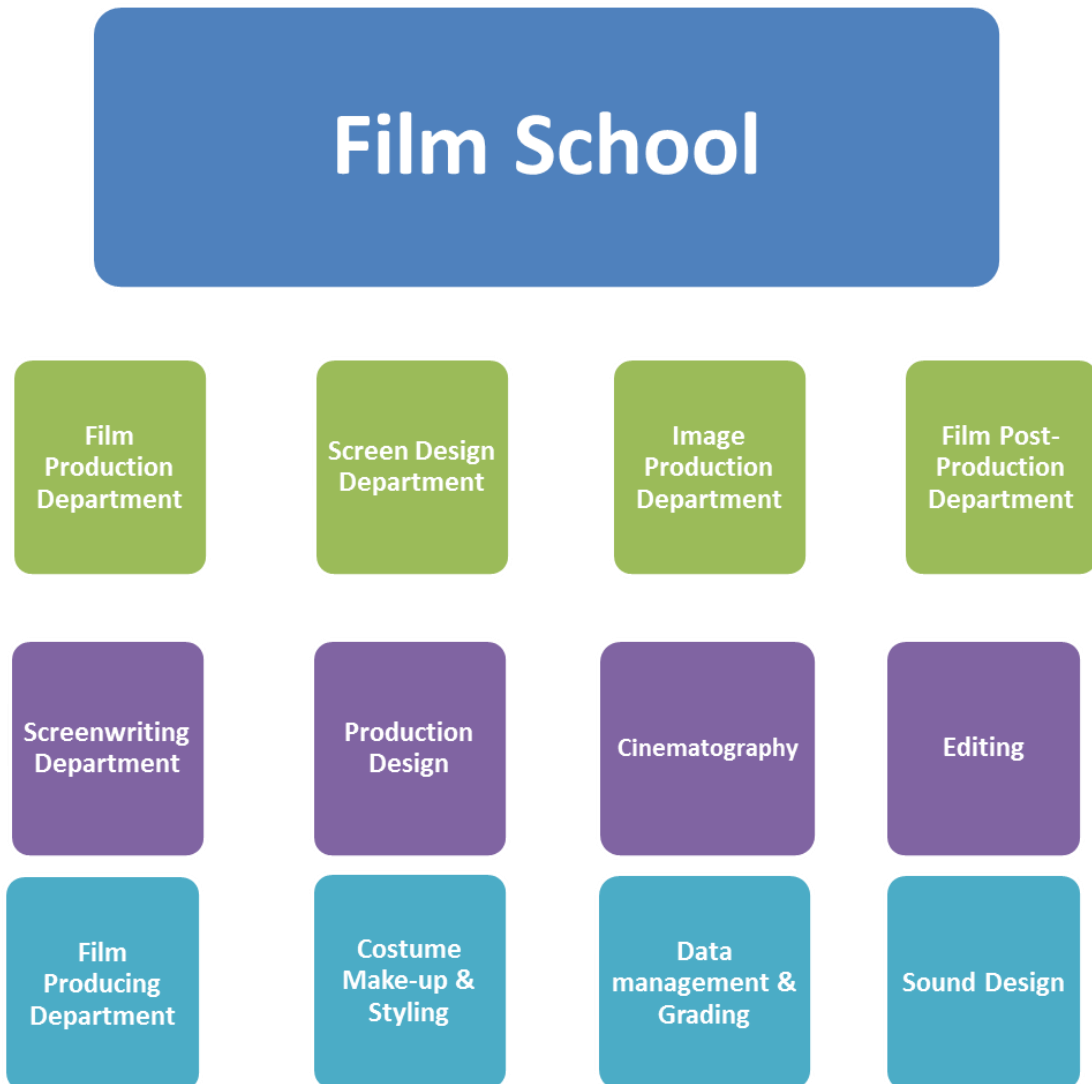 Film School
Film
Production
Department
Screen Design
Department
Image
Production
Department
Film Post-
Production
Department
Screenwriting
Department
Production
Design
Cinematography
Editing
Film
Producing
Department
Costume
Make-up &
Styling
Data
management &
Grading
Sound Design